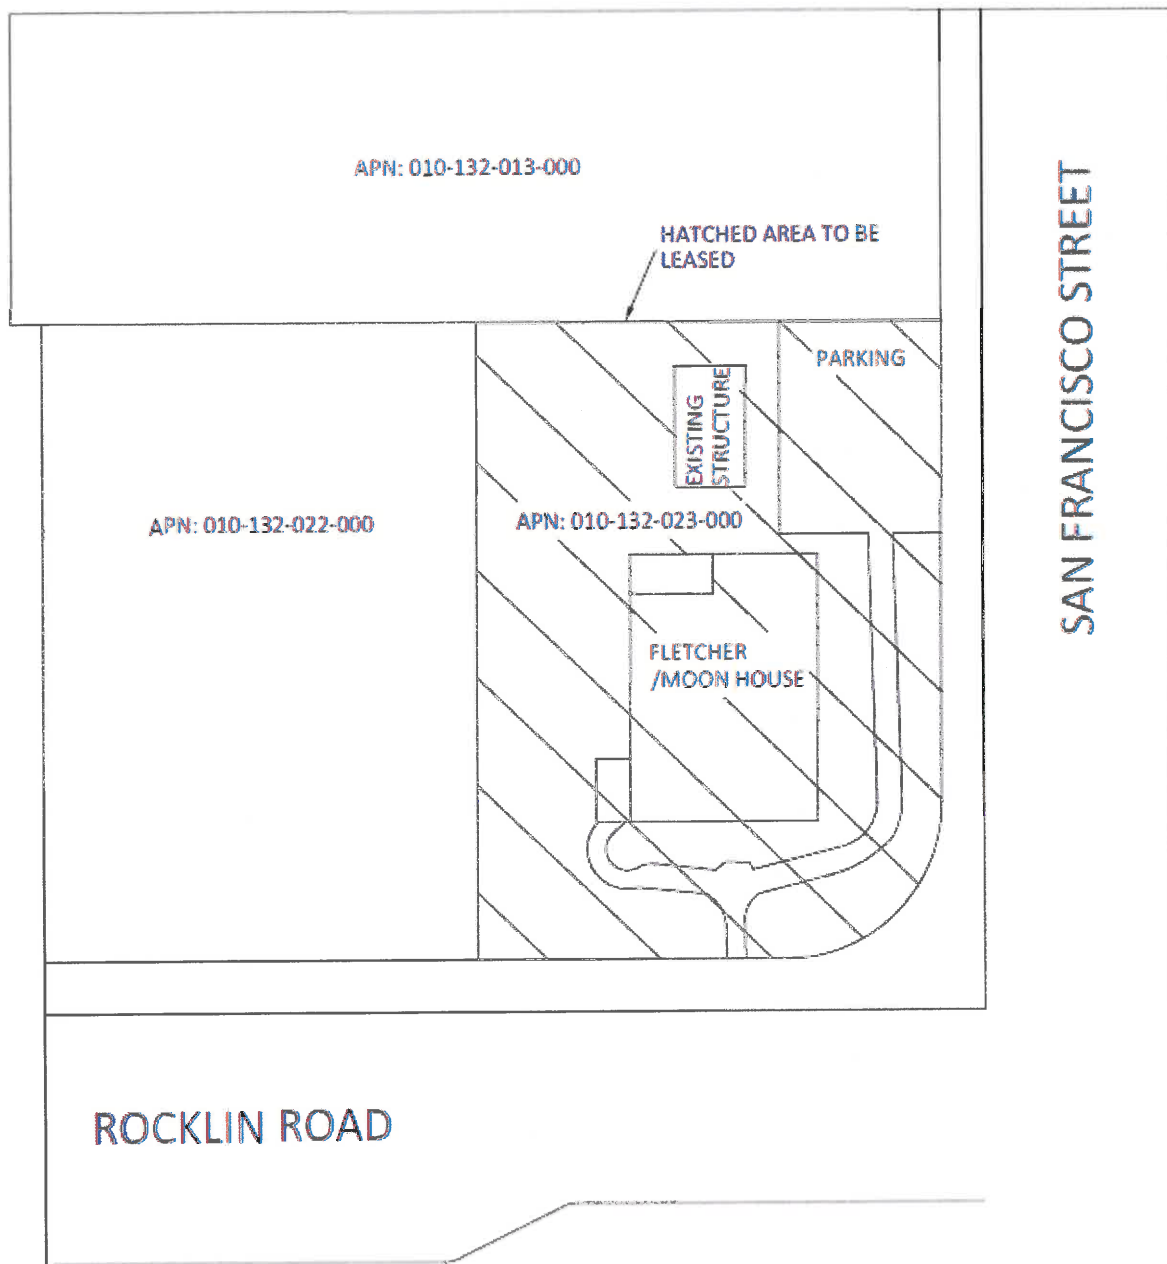 APN: 010-132-013-000
HATCHED AREA TO BE
LEASED
SAN FRANCISCO STREET
PARKING
EXISTING
STRUCTURE
APN: 010-132-022-000
APN: 010-132-023-000
FLETCHER
/MOON HOUSE
ROCKLIN ROAD